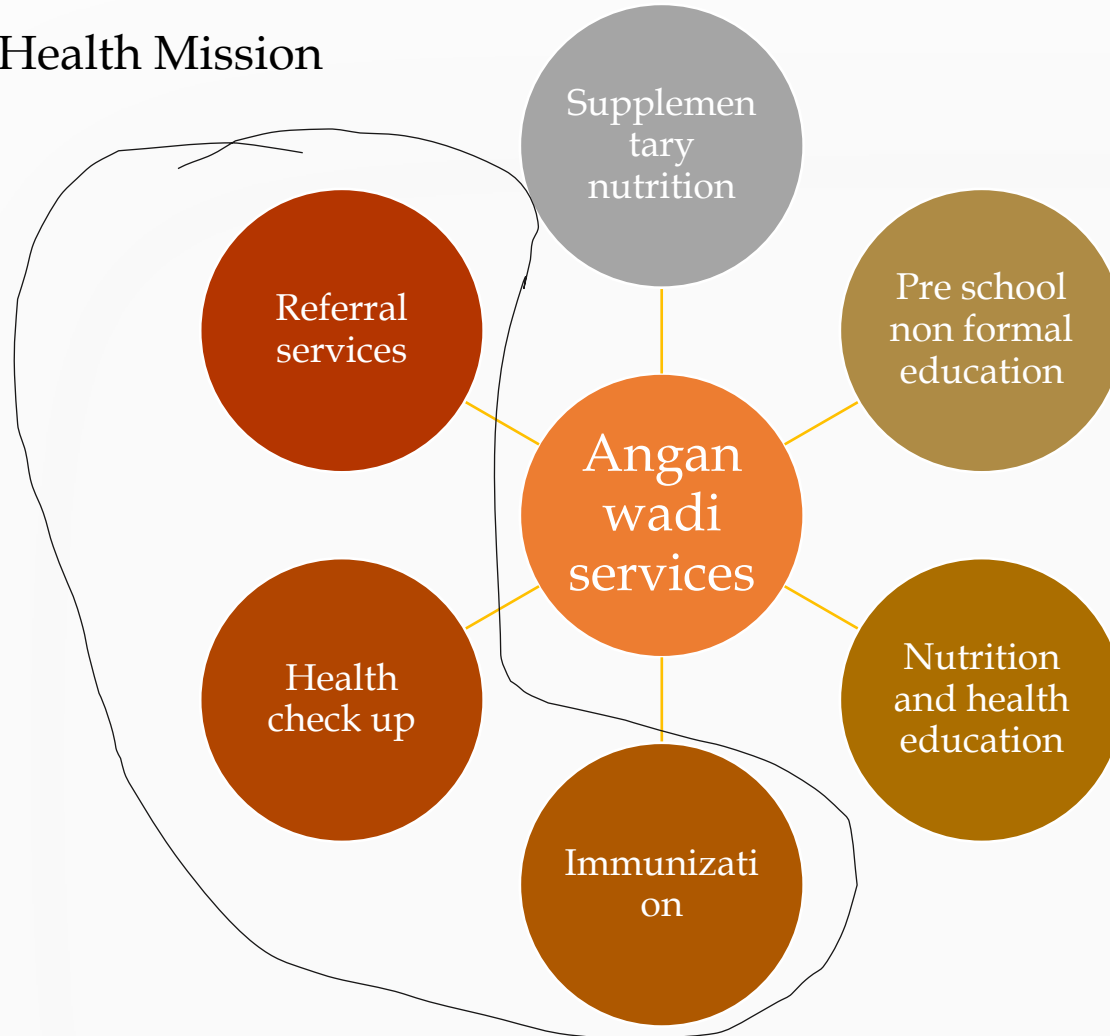 Health Mission
Supplemen
tary
nutrition
Pre school
non formal
education
Nutrition
and health
education
Immunizati
on
Health
check up
Referral
services
Angan
wadi
services